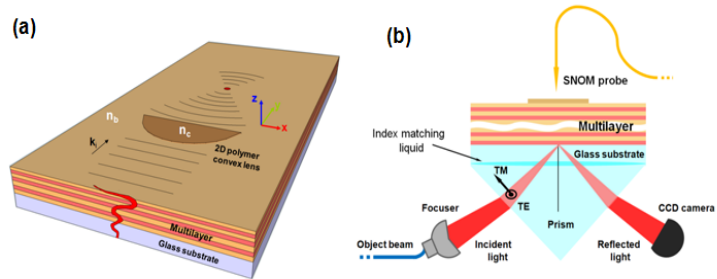 (a)
n_b
n_c
k_i
2D polymer
convex lens
z
y
x
Multilayer
Glass substrate
(b)
SNOM probe
Multilayer
Index matching
liquid
Glass substrate
TM
TE
Focuser
Prism
CCD camera
Object beam
Incident
light
Reflected
light